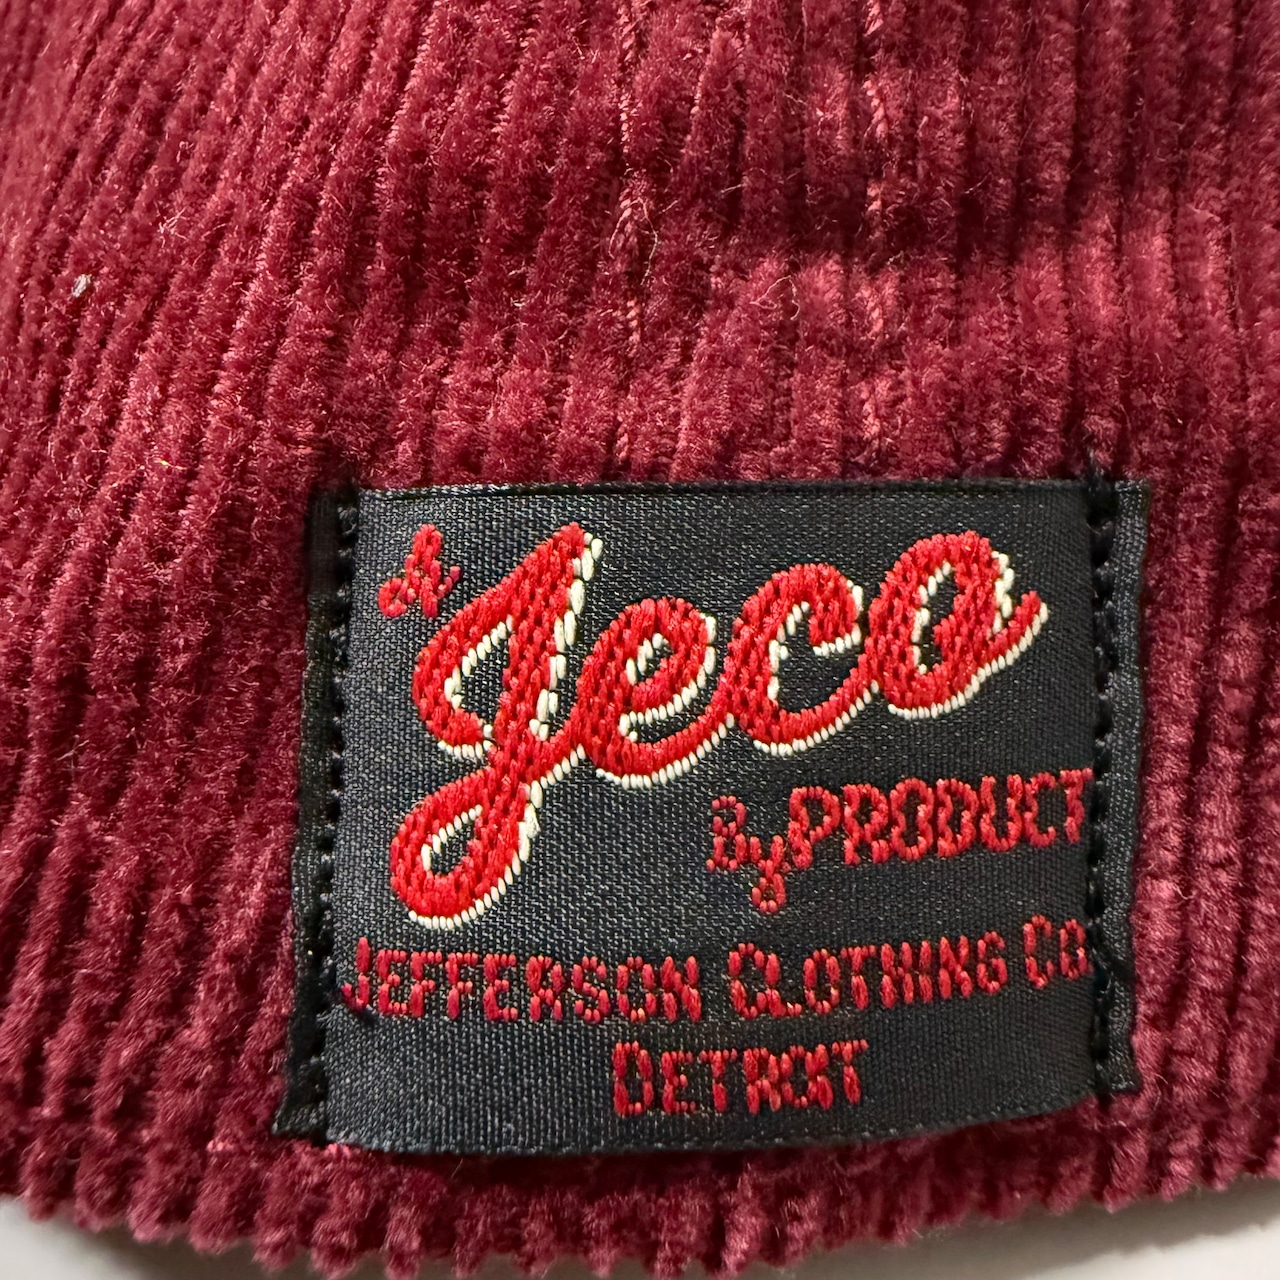 A Jeco
By PRODUCT
JEFFERSON CLOTHING CO
DETROIT